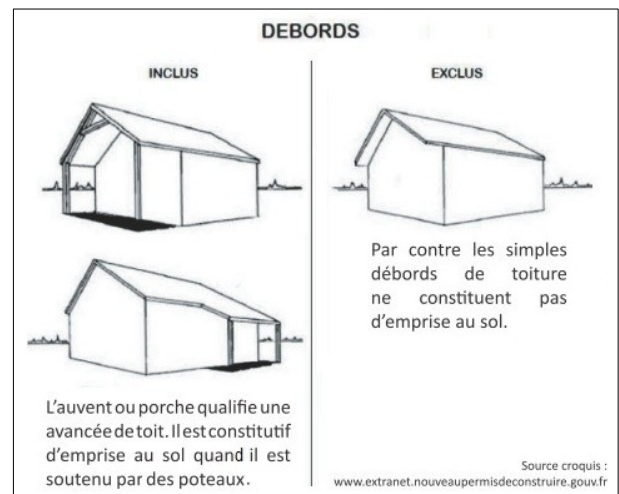 DEBORDS
INCLUS
L'auvent ou porche qualifie une
avancée de toit. Il est constitutif
d'emprise au sol quand il est
soutenu par des poteaux.
EXCLUS
Par contre les simples
débords de toiture
ne constituent pas
d'emprise au sol.
Source croquis :
www.extranet.nouveaupermisdeconstruire.gouv.fr